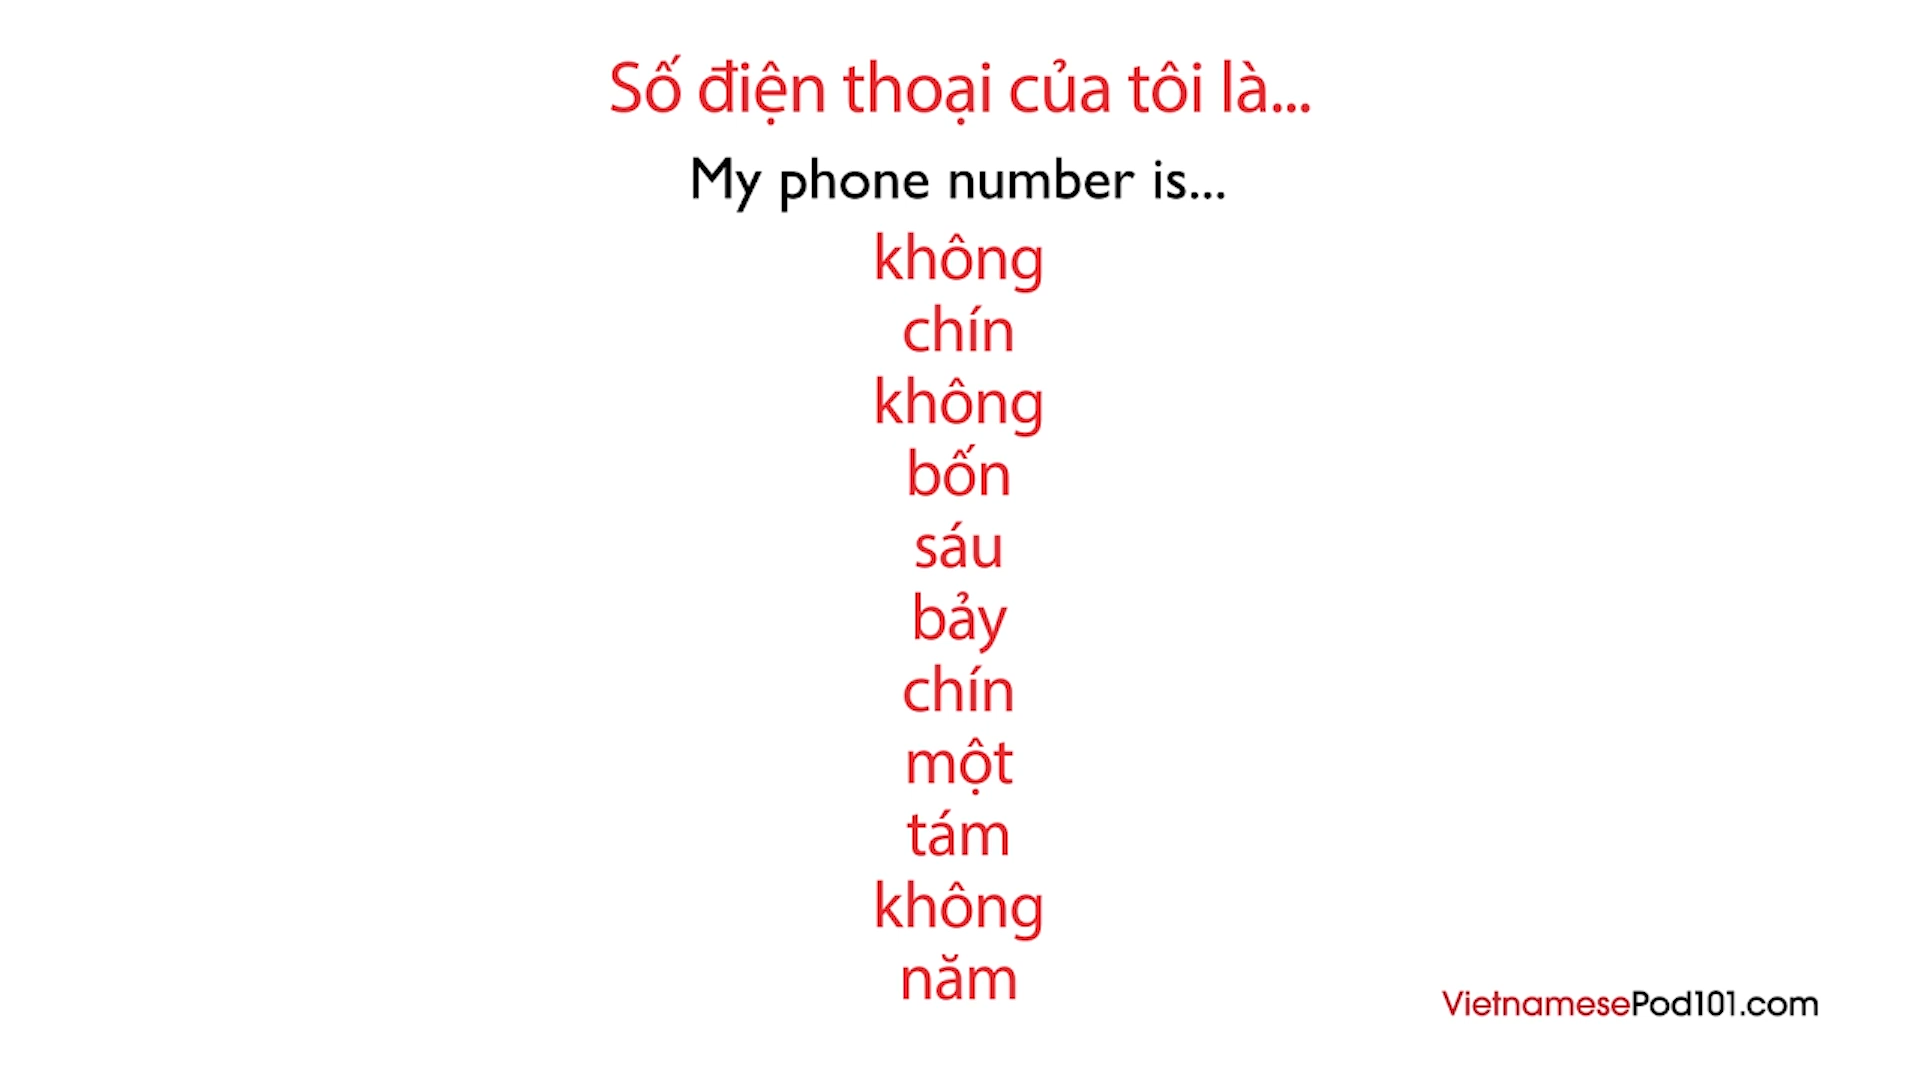 Số điện thoại của tôi là...
My phone number is...
không
chín
không
bốn
sáu
bảy
chín
một
tám
không
năm
VietnamesePod101.com